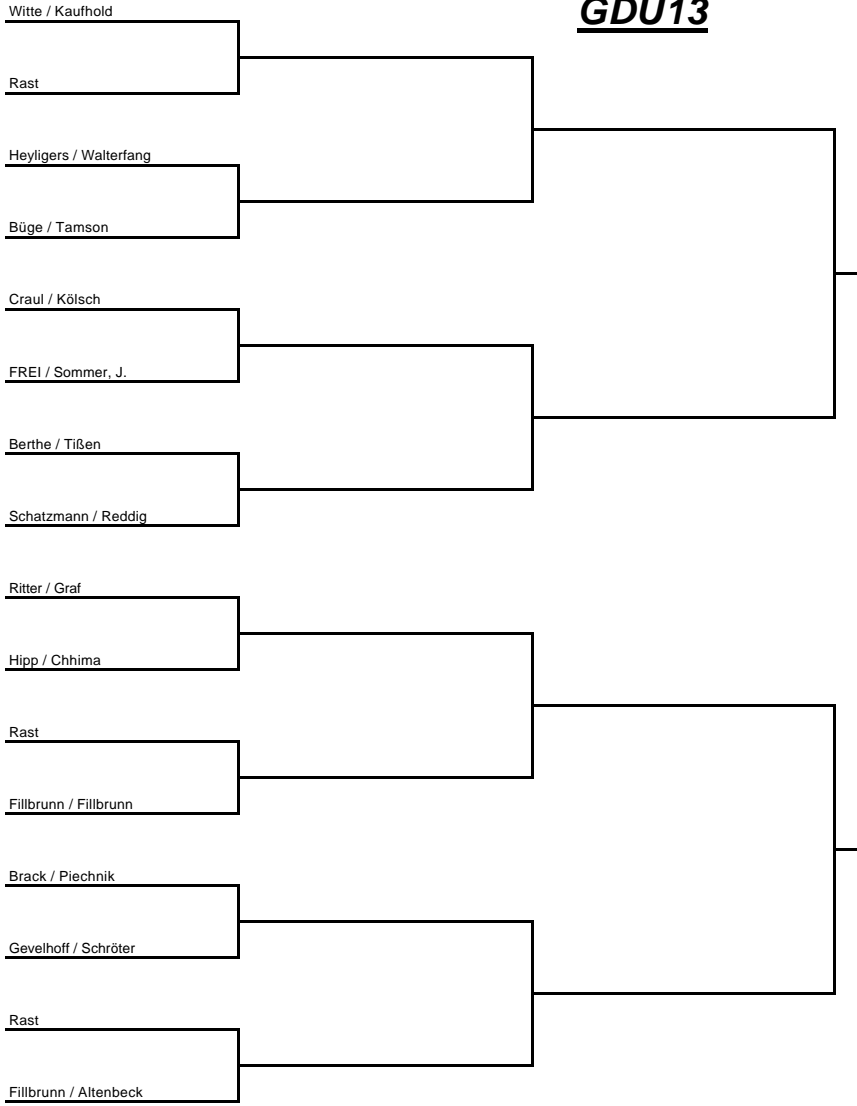 GDU13
Witte / Kaufhold
Rast
Heyligers / Walterfang
Büge / Tamson
Craul / Kölsch
FREI / Sommer, J.
Berthe / Tißen
Schatzmann / Reddig
Ritter / Graf
Hipp / Chhima
Rast
Fillbrunn / Fillbrunn
Brack / Piechnik
Gevelhoff / Schröter
Rast
Fillbrunn / Altenbeck